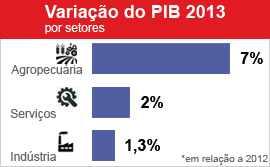 Variação do PIB 2013
por setores
Agropecuária
7%
Serviços
2%
Indústria
1,3%
*em relação a 2012